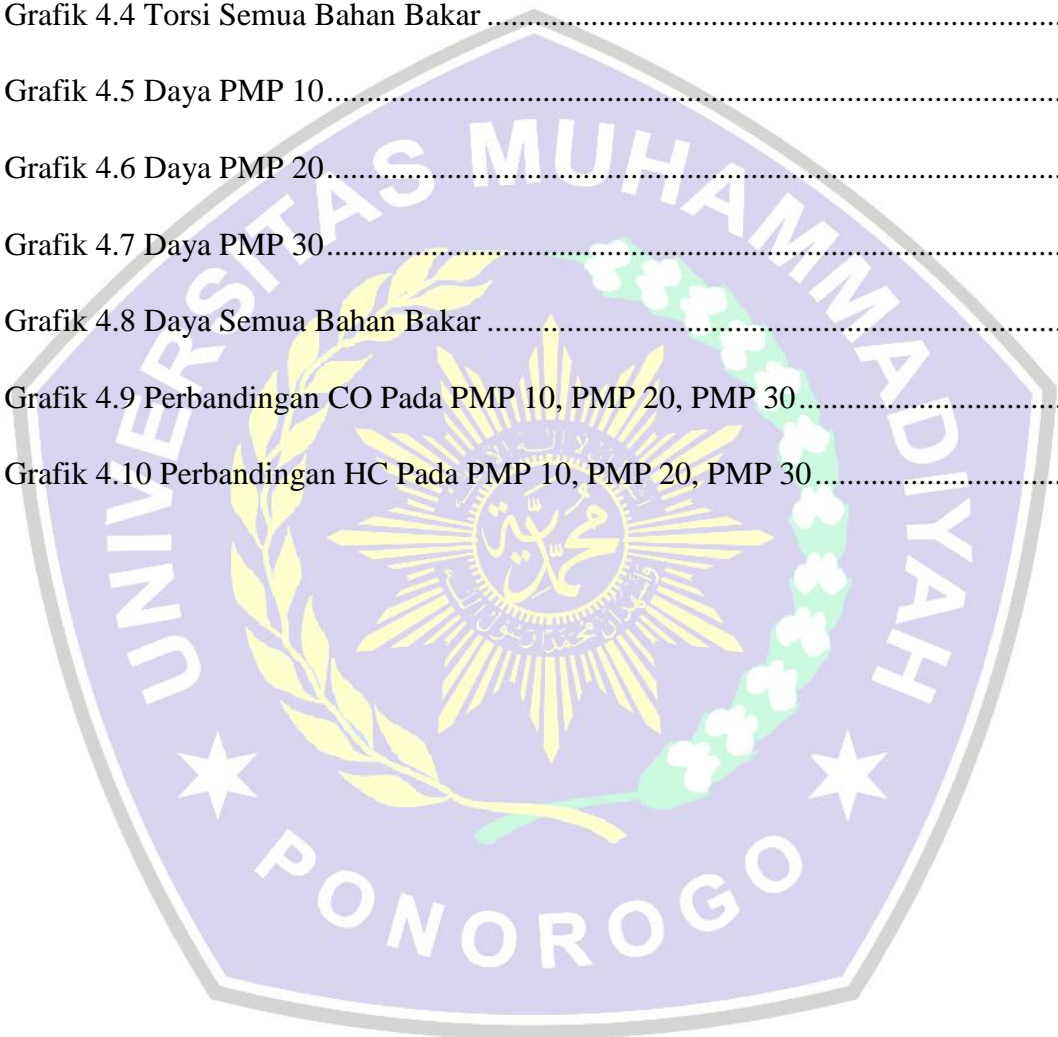 Grafik 4.4 Torsi Semua Bahan Bakar ........................................................................
Grafik 4.5 Daya PMP 10............................................................................................
Grafik 4.6 Daya PMP 20............................................................................................
Grafik 4.7 Daya PMP 30............................................................................................
Grafik 4.8 Daya Semua Bahan Bakar ........................................................................
Grafik 4.9 Perbandingan CO Pada PMP 10, PMP 20, PMP 30.................................
Grafik 4.10 Perbandingan HC Pada PMP 10, PMP 20, PMP 30...............................
UNIVERSITAS MUHAMMADIYAH
محمدية
PONOROGO